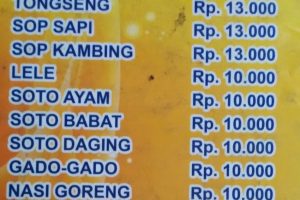 TONGSENG Rp. 13.000
SOP SAPI Rp. 13.000
SOP KAMBING Rp. 13.000
LELE Rp. 10.000
SOTO AYAM Rp. 10.000
SOTO BABAT Rp. 10.000
SOTO DAGING Rp. 10.000
GADO-GADO Rp. 10.000
NASI GORENG Rp. 10.000